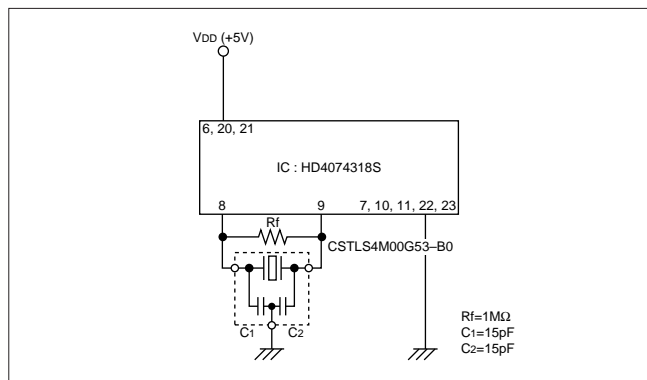 VDD (+5V)
6, 20, 21
IC : HD4074318S
8
9
7, 10, 11, 22, 23
Rf
CSTLS4M00G53–B0
C1
C2
Rf=1MΩ
C1=15pF
C2=15pF